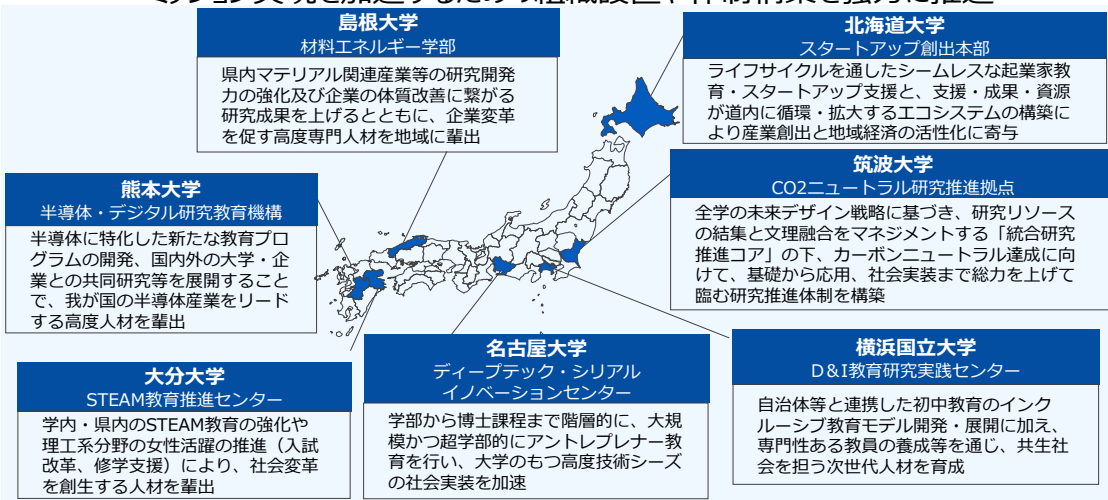 島根大学
材料エネルギー学部
県内マテリアル関連産業等の研究開発
力の強化及び企業の体質改善に繋がる
研究成果を上げるとともに、企業変革
を促す高度専門人材を地域に輩出
北海道大学
スタートアップ創出本部
ライフサイクルを通したシームレスな起業家教
育・スタートアップ支援と、支援・成果・資源
が道内に循環・拡大するエコシステムの構築に
より産業創出と地域経済の活性化に寄与
筑波大学
CO2ニュートラル研究推進拠点
全学の未来デザイン戦略に基づき、研究リソース
の結集と文理融合をマネジメントする「統合研究
推進コア」の下、カーボンニュートラル達成に向
けて、基礎から応用、社会実装まで総力を上げて
臨む研究推進体制を構築
熊本大学
半導体・デジタル研究教育機構
半導体に特化した新たな教育プロ
グラムの開発、国内外の大学・企
業との共同研究等を展開すること
で、我が国の半導体産業をリード
する高度人材を輩出
大分大学
STEAM教育推進センター
学内・県内のSTEAM教育の強化や
理工系分野の女性活躍の推進（入試
改革、修学支援）により、社会変革
を創生する人材を輩出
名古屋大学
ディープテック・シリアル
イノベーションセンター
学部から博士課程まで階層的に、大規
模かつ超学部的にアントレプレナー教
育を行い、大学のもつ高度技術シーズ
の社会実装を加速
横浜国立大学
D&I教育研究実践センター
自治体等と連携した初中教育のインク
ルーシブ教育モデル開発・展開に加え、
専門性ある教員の養成等を通じ、共生社
会を担う次世代人材を育成